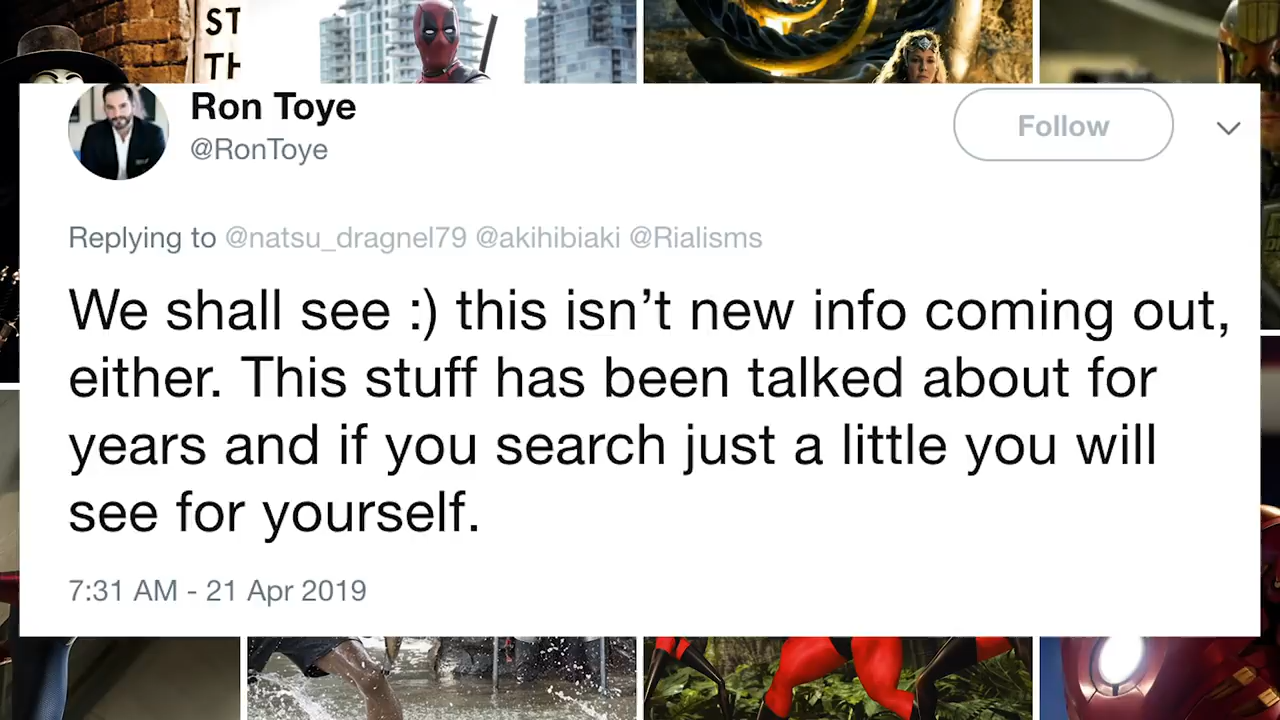 ST
TH
Ron Toye
@RonToye
Follow
Replying to @natsu_dragnel79 @akihibiaki @Rialisms
We shall see :) this isn’t new info coming out,
either. This stuff has been talked about for
years and if you search just a little you will
see for yourself.
7:31 AM - 21 Apr 2019